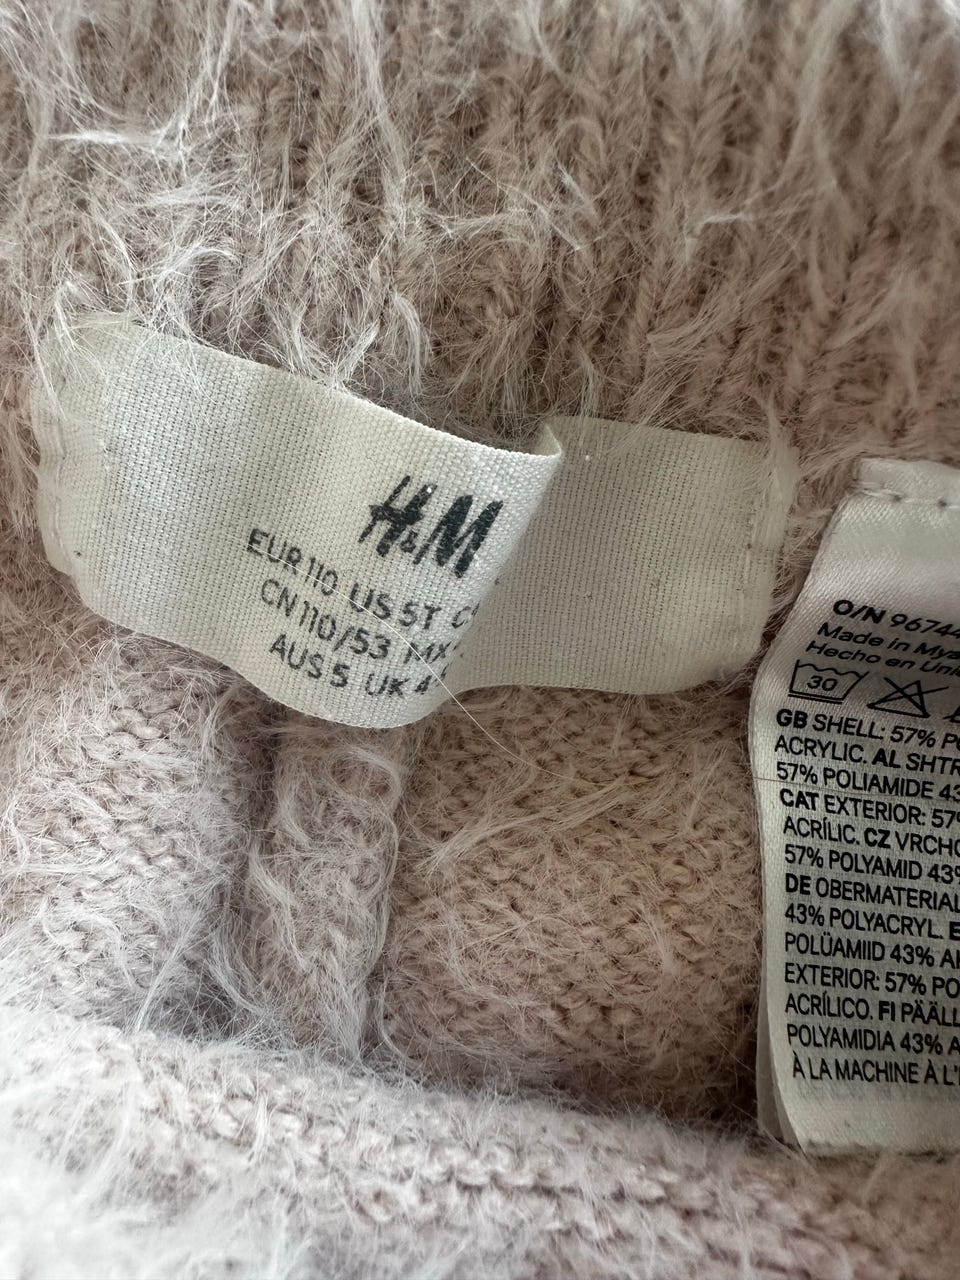 H&M
EUR 110 US 5T
CN 110/53 MX
AUS 5 UK 4
O/N 96744
Made in
Hecho en
30
GB SHELL: 57%
ACRYLIC. AL
57% POLIAMIDE
CAT EXTERIOR:
ACRÍLIC. CZ
57% POLYAMID 43%
DE OBERMATERIAL
43% POLYACRYL.
POLÜAMIID 43%
EXTERIOR: 57%
ACRÍLICO. FI
POLYAMIDIA 43%
À LA MACHINE À